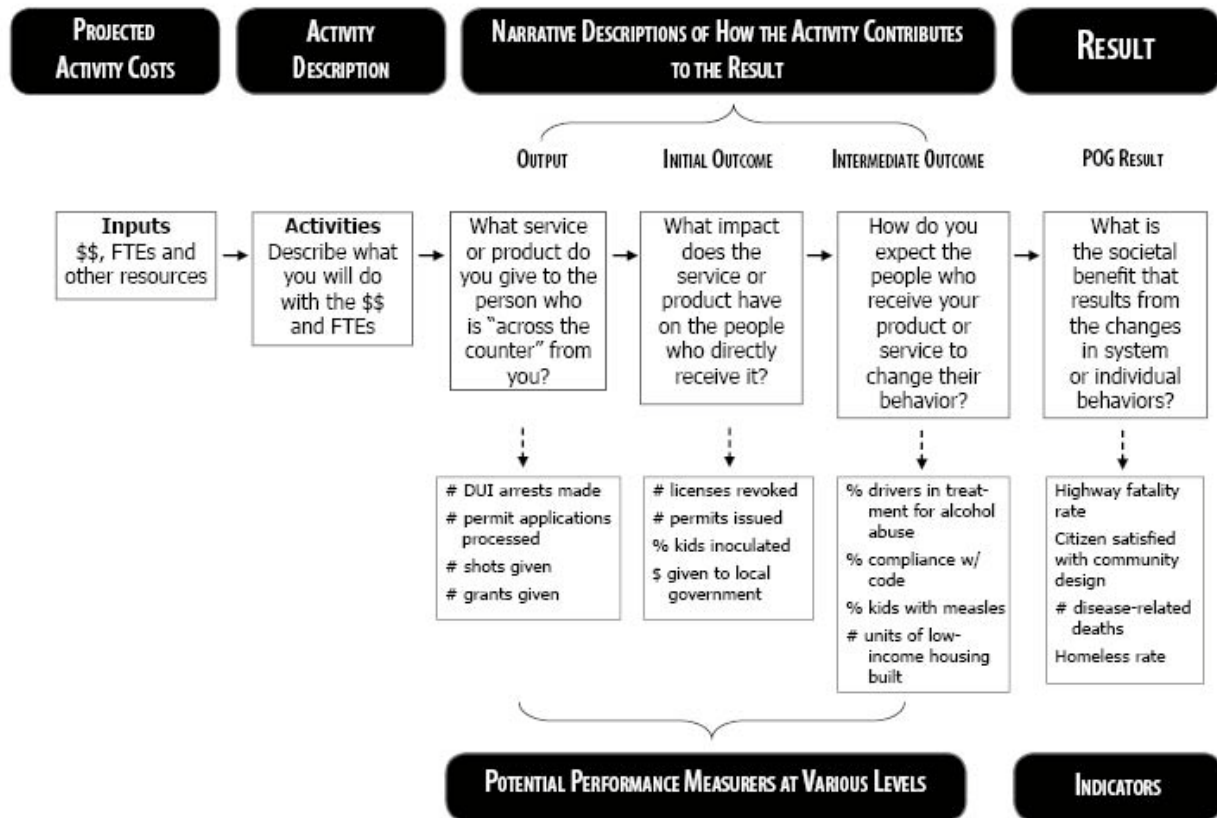 PROJECTED
ACTIVITY COSTS
ACTIVITY
DESCRIPTION
NARRATIVE DESCRIPTIONS OF HOW THE ACTIVITY CONTRIBUTES
TO THE RESULT
RESULT
OUTPUT
INITIAL OUTCOME
INTERMEDIATE OUTCOME
POG RESULT
Inputs
$$, FTEs and
other resources
Activities
Describe what
you will do
with the $$
and FTEs
What service
or product do
you give to the
person who
is “across the
counter” from
you?
What impact
does the
service or
product have
on the people
who directly
receive it?
How do you
expect the
people who
receive your
product or
service to
change their
behavior?
What is
the societal
benefit that
results from
the changes
in system
or individual
behaviors?
# DUI arrests made
# permit applications
processed
# shots given
# grants given
# licenses revoked
# permits issued
% kids inoculated
$ given to local
government
% drivers in treat-
ment for alcohol
abuse
% compliance w/
code
% kids with measles
# units of low-
income housing
built
Highway fatality
rate
Citizen satisfied
with community
design
# disease-related
deaths
Homeless rate
POTENTIAL PERFORMANCE MEASURERS AT VARIOUS LEVELS
INDICATORS